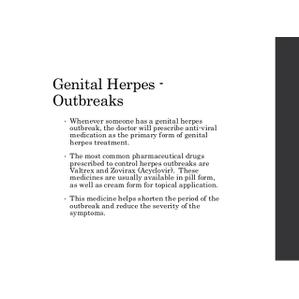 Genital Herpes -
Outbreaks
• Whenever someone has a genital herpes
outbreak, the doctor will prescribe anti-viral
medication as the primary form of genital
herpes treatment.
• The most common pharmaceutical drugs
prescribed to control herpes outbreaks are
Valtrex and Zovirax (Acyclovir). These
medicines are usually available in pill form,
as well as cream form for topical application.
• This medicine helps shorten the period of the
outbreak and reduce the severity of the
symptoms.